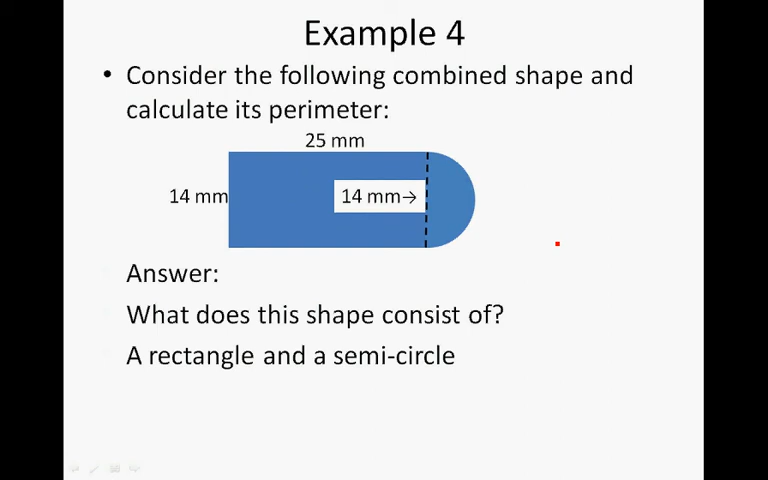 Example 4
• Consider the following combined shape and
calculate its perimeter:
25 mm
14 mm
14 mm→
Answer:
What does this shape consist of?
A rectangle and a semi-circle